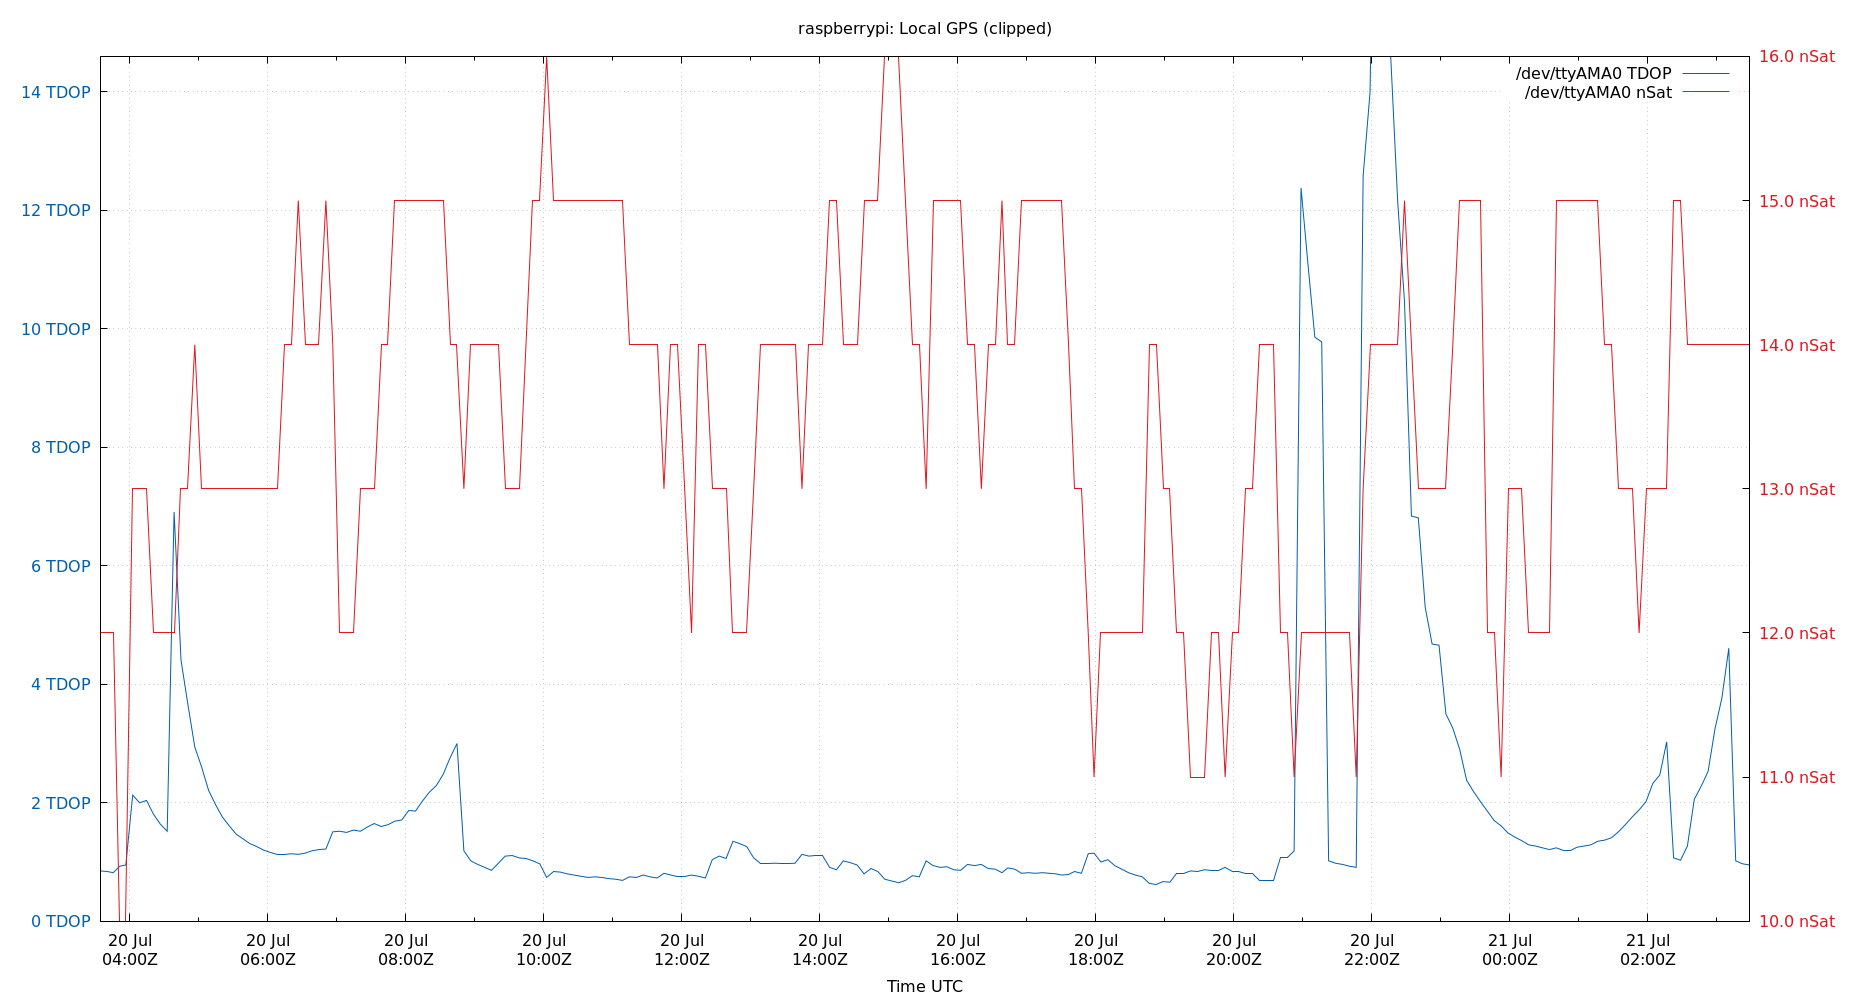 raspberrypi: Local GPS (clipped)
/dev/ttyAMA0 TDOP
/dev/ttyAMA0 nSat
14 TDOP
12 TDOP
10 TDOP
8 TDOP
6 TDOP
4 TDOP
2 TDOP
0 TDOP
16.0 nSat
15.0 nSat
14.0 nSat
13.0 nSat
12.0 nSat
11.0 nSat
10.0 nSat
20 Jul
04:00Z
20 Jul
06:00Z
20 Jul
08:00Z
20 Jul
10:00Z
20 Jul
12:00Z
20 Jul
14:00Z
20 Jul
16:00Z
20 Jul
18:00Z
20 Jul
20:00Z
20 Jul
22:00Z
21 Jul
00:00Z
21 Jul
02:00Z
Time UTC